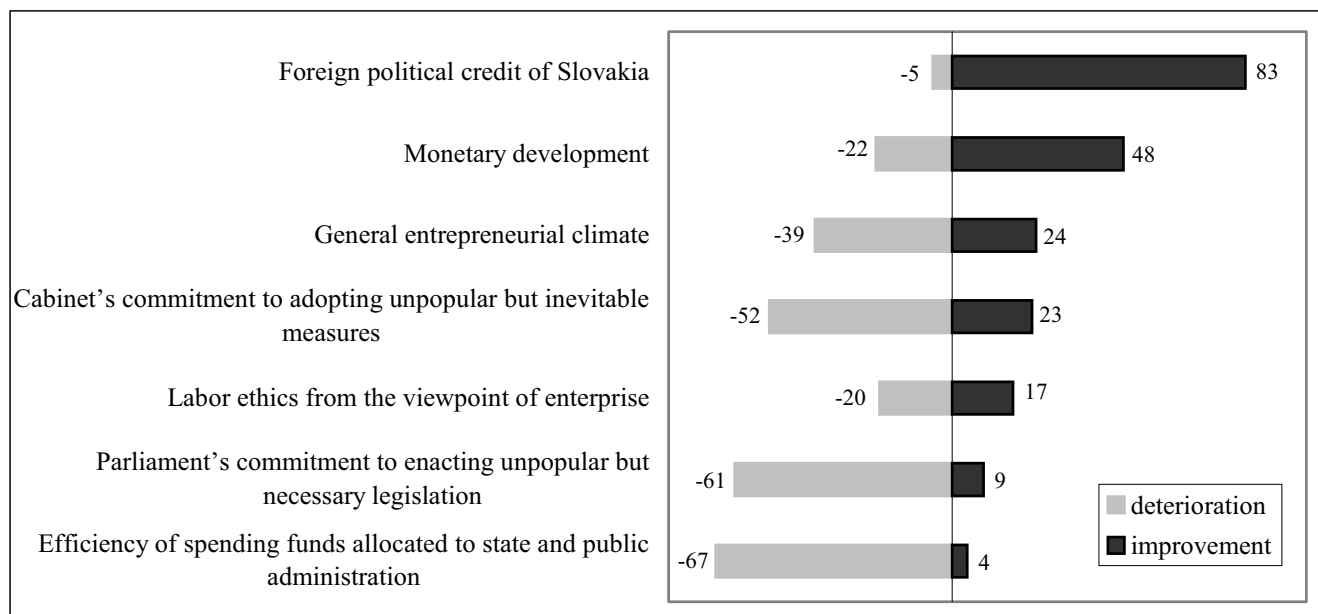 Foreign political credit of Slovakia
-5
83
Monetary development
-22
48
General entrepreneurial climate
-39
24
Cabinet’s commitment to adopting unpopular but inevitable
measures
-52
23
Labor ethics from the viewpoint of enterprise
-20
17
Parliament’s commitment to enacting unpopular but
necessary legislation
-61
9
Efficiency of spending funds allocated to state and public
administration
-67
4
deterioration
improvement